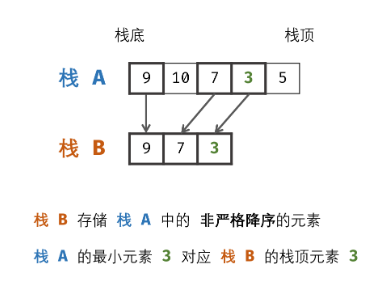 栈底 栈顶
栈 A 9 10 7 3 5
栈 B 9 7 3
栈 B 存储 栈 A 中的 非严格降序的元素
栈 A 的最小元素 3 对应 栈 B 的栈顶元素 3